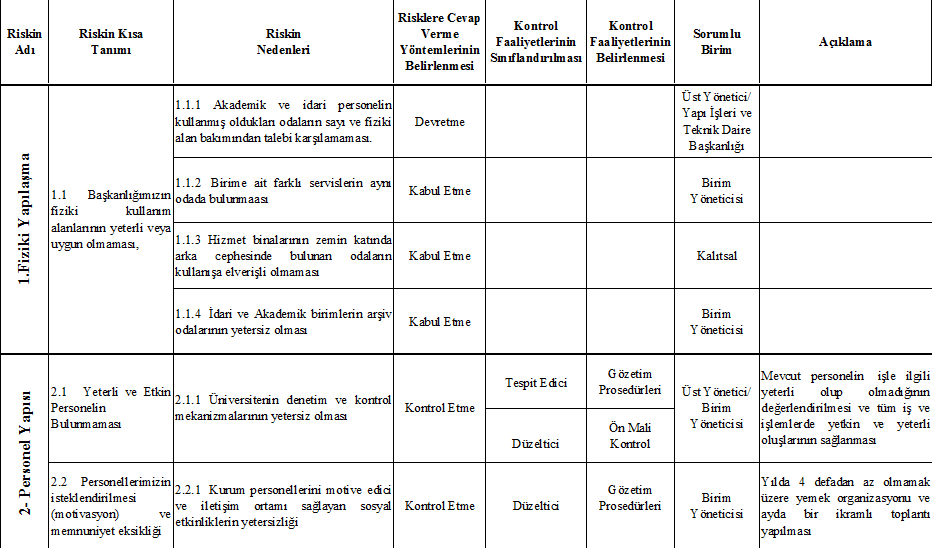 Riskin
Adı
Riskin Kısa
Tanımı
Riskin
Nedenleri
Risklere Cevap
Verme
Yöntemlerinin
Belirlenmesi
Kontrol
Faaliyetlerinin
Sınıflandırılması
Kontrol
Faaliyetlerinin
Belirlenmesi
Sorumlu
Birim
Açıklama
1.Fiziki Yapılaşma
1.1 Başkanlığımızın
fiziki kullanım
alanlarının yeterli veya
uygun olmaması,
1.1.1 Akademik ve idari personelin
kullanmış oldukları odaların sayı ve fiziki
alan bakımından talebi karşılamaması.
Devretme
Üst Yönetici/
Yapı İşleri ve
Teknik Daire
Başkanlığı
1.1.2 Birime ait farklı servislerin aynı
odada bulunmaası
Kabul Etme
Birim
Yöneticisi
1.1.3 Hizmet binalarının zemin katında
arka cephesinde bulunan odaların
kullanışa elverişli olmaması
Kabul Etme
Kalıtsal
1.1.4 İdari ve Akademik birimlerin arşiv
odalarının yetersiz olması
Kabul Etme
Birim
Yöneticisi
2- Personel Yapısı
2.1 Yeterli ve Etkin
Personelin
Bulunmaması
2.1.1 Üniversitenin denetim ve kontrol
mekanizmalarının yetersiz olması
Kontrol Etme
Tespit Edici
Gözetim
Prosedürleri
Düzeltici
Ön Mali
Kontrol
Üst Yönetici/
Birim
Yöneticisi
Mevcut personelin işle ilgili
yeterli olup olmadığının
değerlendirilmesi ve tüm iş ve
işlemlerde yetkin ve yeterli
oluşlarının sağlanması
2.2 Personellerimizin
isteklendirilmesi
(motivasyon) ve
memnuniyet eksikliği
2.2.1 Kurum personellerini motive edici
ve iletişim ortamı sağlayan sosyal
etkinliklerin yetersizliği
Kontrol Etme
Düzeltici
Gözetim
Prosedürleri
Birim
Yöneticisi
Yılda 4 defadan az olmamak
üzere yemek organizasyonu ve
ayda bir ikramlı toplantı
yapılması